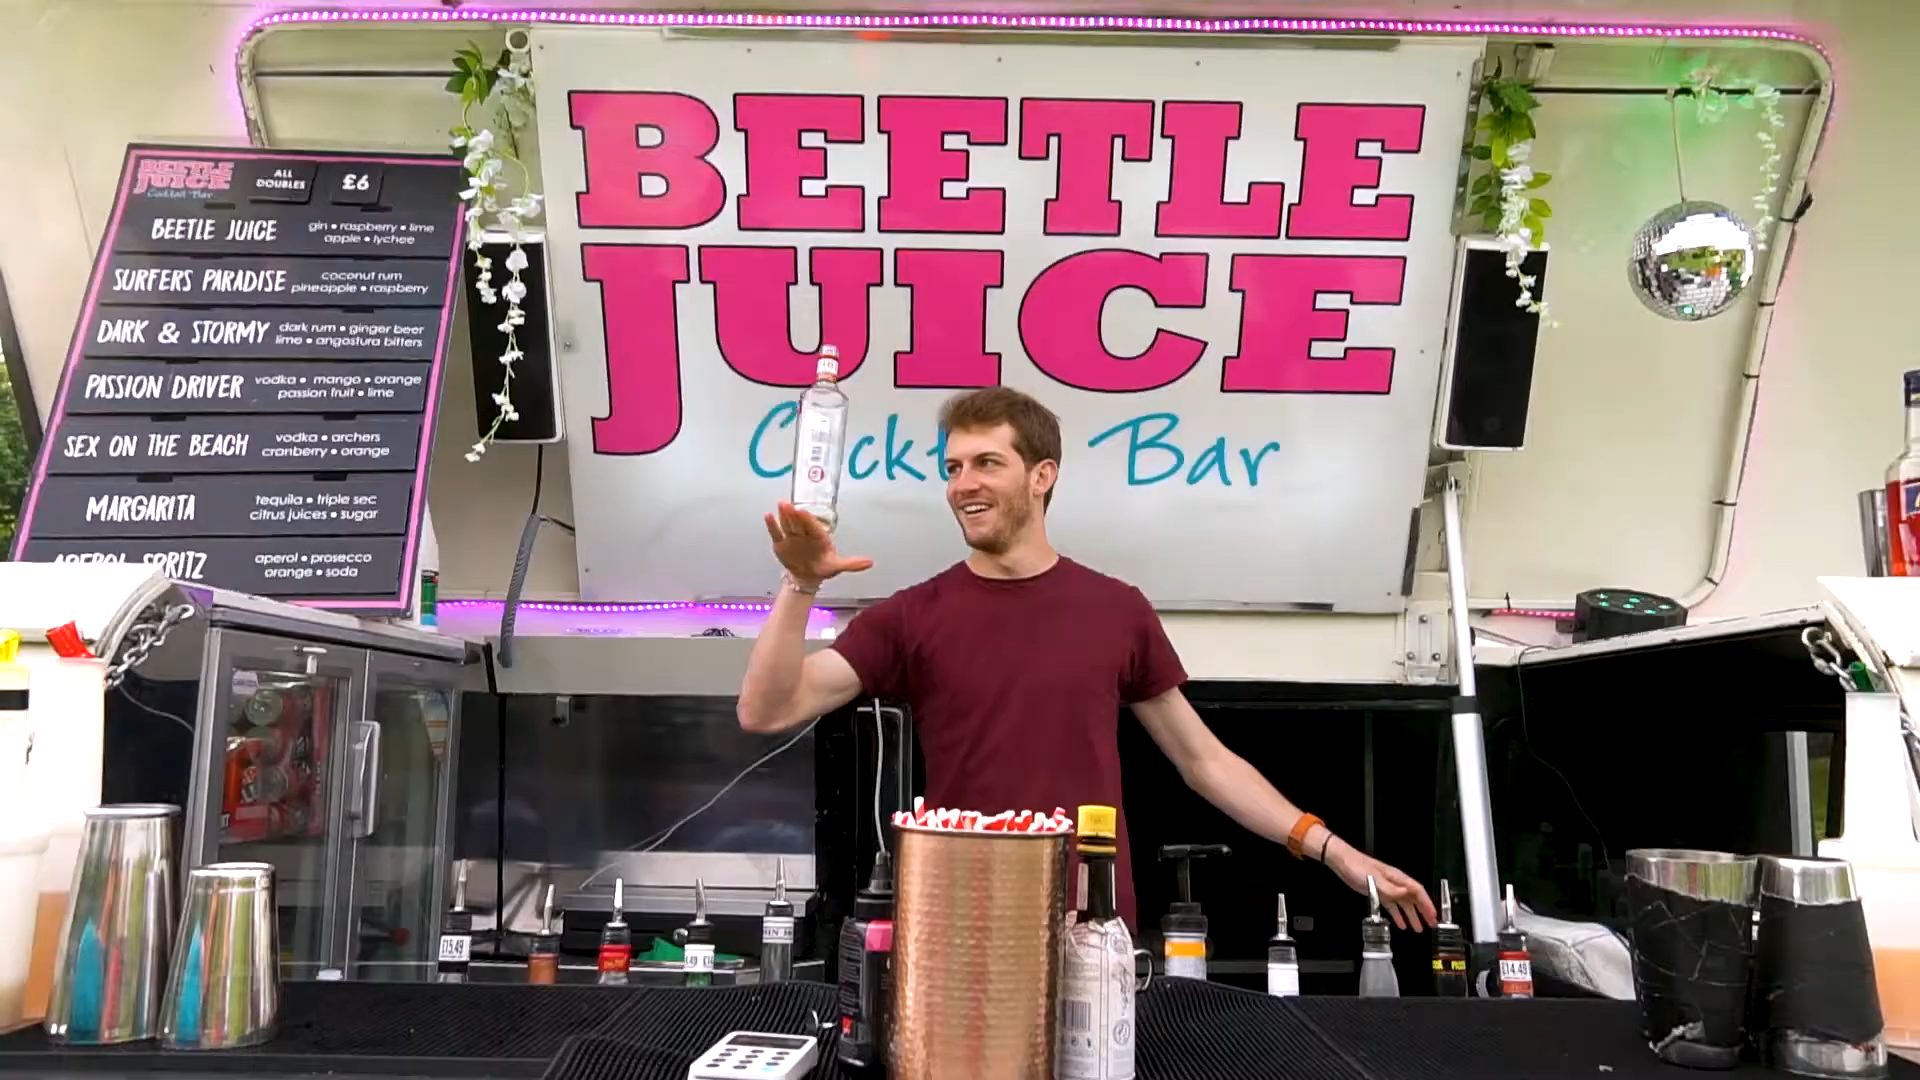 BEETLE
JUICE
Cockt Bar
BEETLE
JUICE
Cocktail Bar
ALL
DOUBLES
£6
BEETLE JUICE
gin • raspberry • lime
apple • lychee
SURFERS PARADISE
coconut rum
pineapple • raspberry
DARK & STORMY
dark rum • ginger beer
lime • angostura bitters
PASSION DRIVER
vodka • mango • orange
passion fruit • lime
SEX ON THE BEACH
vodka • archers
cranberry • orange
MARGARITA
tequila • triple sec
citrus juices • sugar
APEROL SPRITZ
aperol • prosecco
orange • soda
£14.49